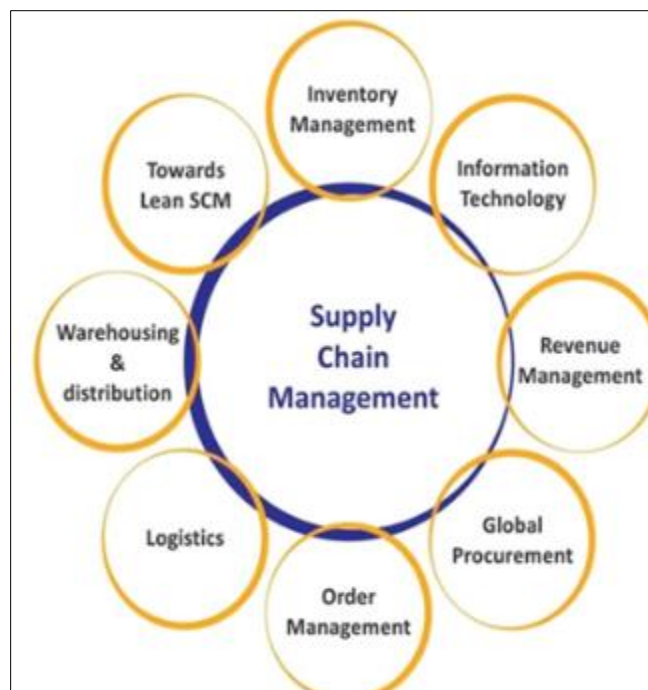 Inventory
Management
Information
Technology
Revenue
Management
Global
Procurement
Order
Management
Logistics
Warehousing
&
distribution
Towards
Lean SCM
Supply
Chain
Management